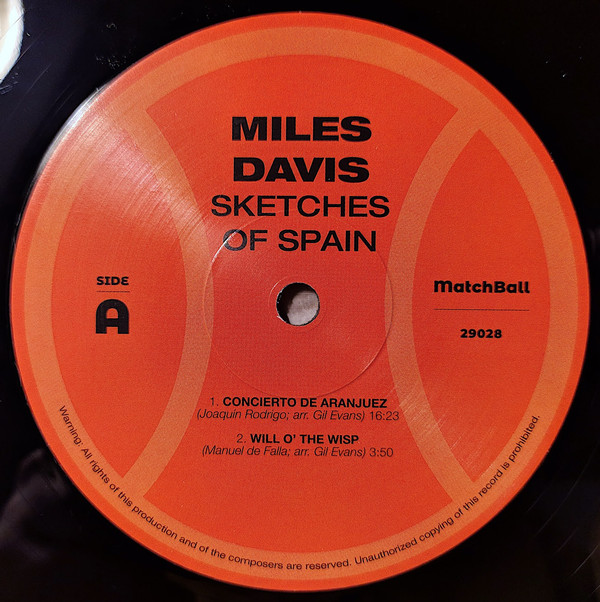 MILES
DAVIS
SKETCHES
OF SPAIN
SIDE
A
MatchBall
29028
1. CONCIERTO DE ARANJUEZ
(Joaquin Rodrigo; arr. Gil Evans) 16:23
2. WILL O' THE WISP
(Manuel de Falla; arr. Gil Evans) 3:50
Warning: All rights of this production and of the composers are reserved. Unauthorized copying of this record is prohibited.